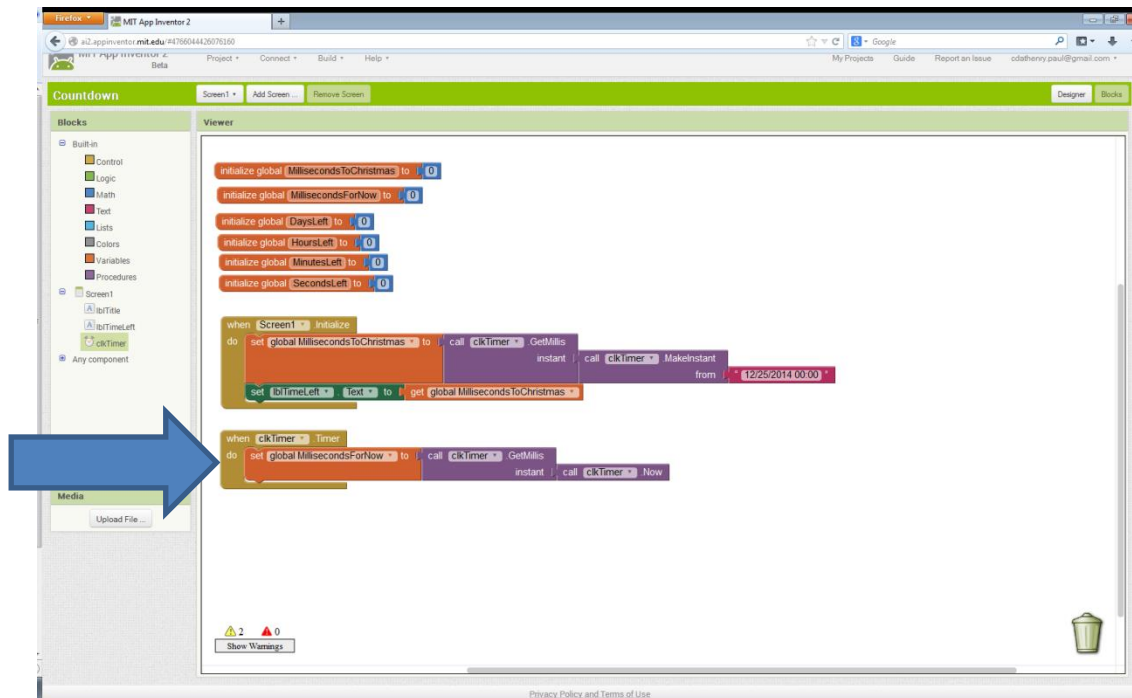 Firefox
MIT App Inventor 2
+
ai2.appinventor.mit.edu/#4766044426076160
Google
MIT App Inventor 2
Beta
Project
Connect
Build
Help
My Projects
Guide
Report an Issue
cdathenry.paul@gmail.com
Countdown
Screen1
Add Screen ...
Remove Screen
Designer
Blocks
Blocks
Viewer
Built-in
Control
Logic
Math
Text
Lists
Colors
Variables
Procedures
Screen1
lblTitle
lblTimeLeft
clkTimer
Any component
Media
Upload File ...
initialize global MillisecondsToChristmas to 0
initialize global MillisecondsForNow to 0
initialize global DaysLeft to 0
initialize global HoursLeft to 0
initialize global MinutesLeft to 0
initialize global SecondsLeft to 0
when Screen1 .Initialize
do set global MillisecondsToChristmas to call clkTimer .GetMillis
instant call clkTimer .MakeInstant
from " 12/25/2014 00:00 "
set lblTimeLeft . Text to get global MillisecondsToChristmas
when clkTimer .Timer
do set global MillisecondsForNow to call clkTimer .GetMillis
instant call clkTimer .Now
2 0
Show Warnings
Privacy Policy and Terms of Use